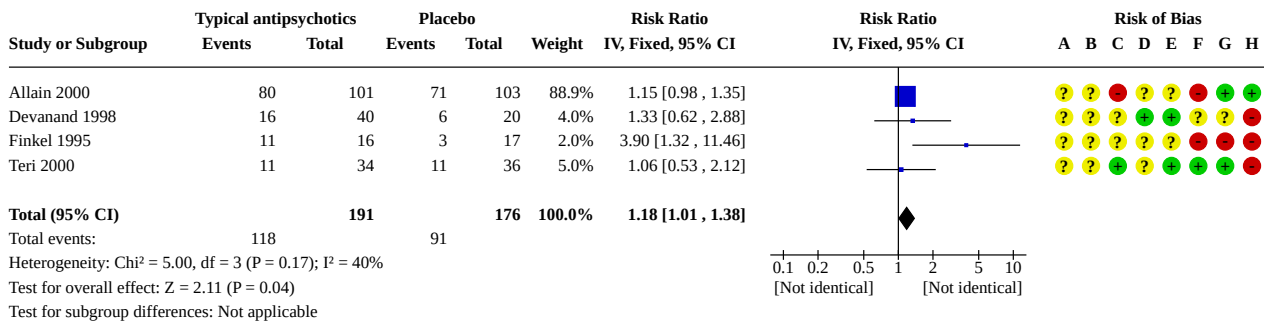 Typical antipsychotics Placebo Risk Ratio Risk Ratio Risk of Bias
Study or Subgroup Events Total Events Total Weight IV, Fixed, 95% CI IV, Fixed, 95% CI A B C D E F G H
Allain 2000 80 101 71 103 88.9% 1.15 [0.98 , 1.35] ? ? - ? ? - + +
Devanand 1998 16 40 6 20 4.0% 1.33 [0.62 , 2.88] ? ? ? + + ? ? -
Finkel 1995 11 16 3 17 2.0% 3.90 [1.32 , 11.46] ? ? ? ? ? - - -
Teri 2000 11 34 11 36 5.0% 1.06 [0.53 , 2.12] ? ? + ? + + + -
Total (95% CI) 191 176 100.0% 1.18 [1.01 , 1.38]
Total events: 118 91
Heterogeneity: Chi² = 5.00, df = 3 (P = 0.17); I² = 40%
0.1 0.2 0.5 1 2 5 10
Test for overall effect: Z = 2.11 (P = 0.04)
[Not identical] [Not identical]
Test for subgroup differences: Not applicable